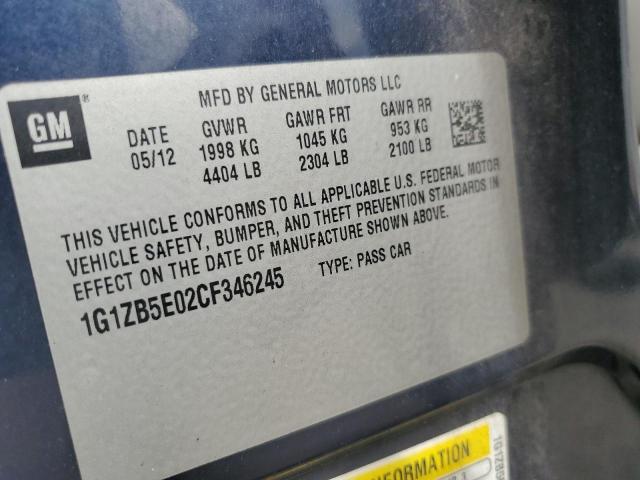 MFD BY GENERAL MOTORS LLC
GM®
DATE GVWR GAWR FRT GAWR RR
05/12 1998 KG 1045 KG 953 KG
4404 LB 2304 LB 2100 LB
THIS VEHICLE CONFORMS TO ALL APPLICABLE U.S. FEDERAL MOTOR
VEHICLE SAFETY, BUMPER, AND THEFT PREVENTION STANDARDS IN
EFFECT ON THE DATE OF MANUFACTURE SHOWN ABOVE.
1G1ZB5E02CF346245 TYPE: PASS CAR
INFORMATION